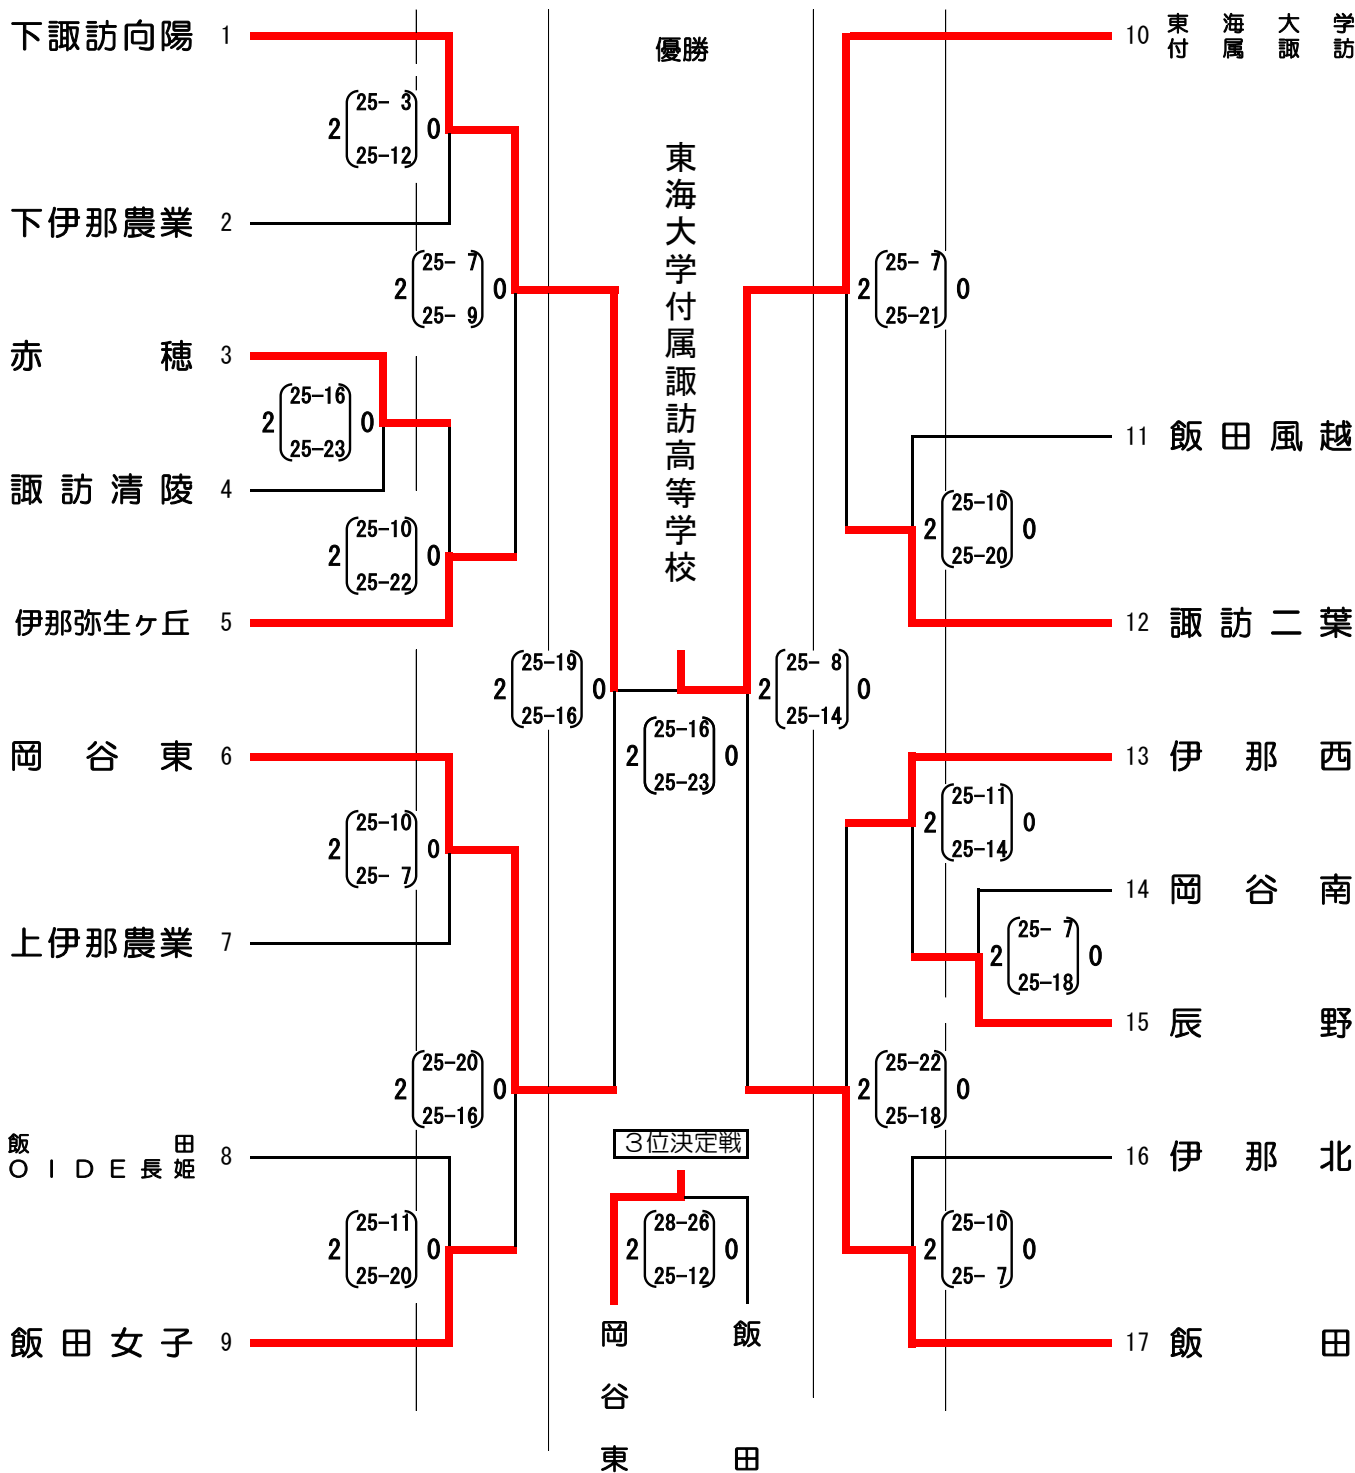 下諏訪向陽 1
25- 3
2 0
25-12
下伊那農業 2
25- 7
2 0
25- 9
赤穂 3
25-16
2 0
25-23
諏訪清陵 4
25-10
2 0
25-22
伊那弥生ヶ丘 5
25-19
2 0
25-16
岡谷東 6
25-10
2 0
25- 7
上伊那農業 7
25-20
2 0
25-16
飯田
OIDE長姫 8
25-11
2 0
25-20
飯田女子 9
優勝
東海大学付属諏訪高等学校
25-16
2 0
25-23
3位決定戦
28-26
2 0
25-12
岡谷東
飯田
10 東海大学
付属諏訪
25- 7
2 0
25-21
11 飯田風越
25-10
2 0
25-20
12 諏訪二葉
25- 8
2 0
25-14
13 伊那西
25-11
2 0
25-14
14 岡谷南
25- 7
2 0
25-18
15 辰野
25-22
2 0
25-18
16 伊那北
25-10
2 0
25- 7
17 飯田